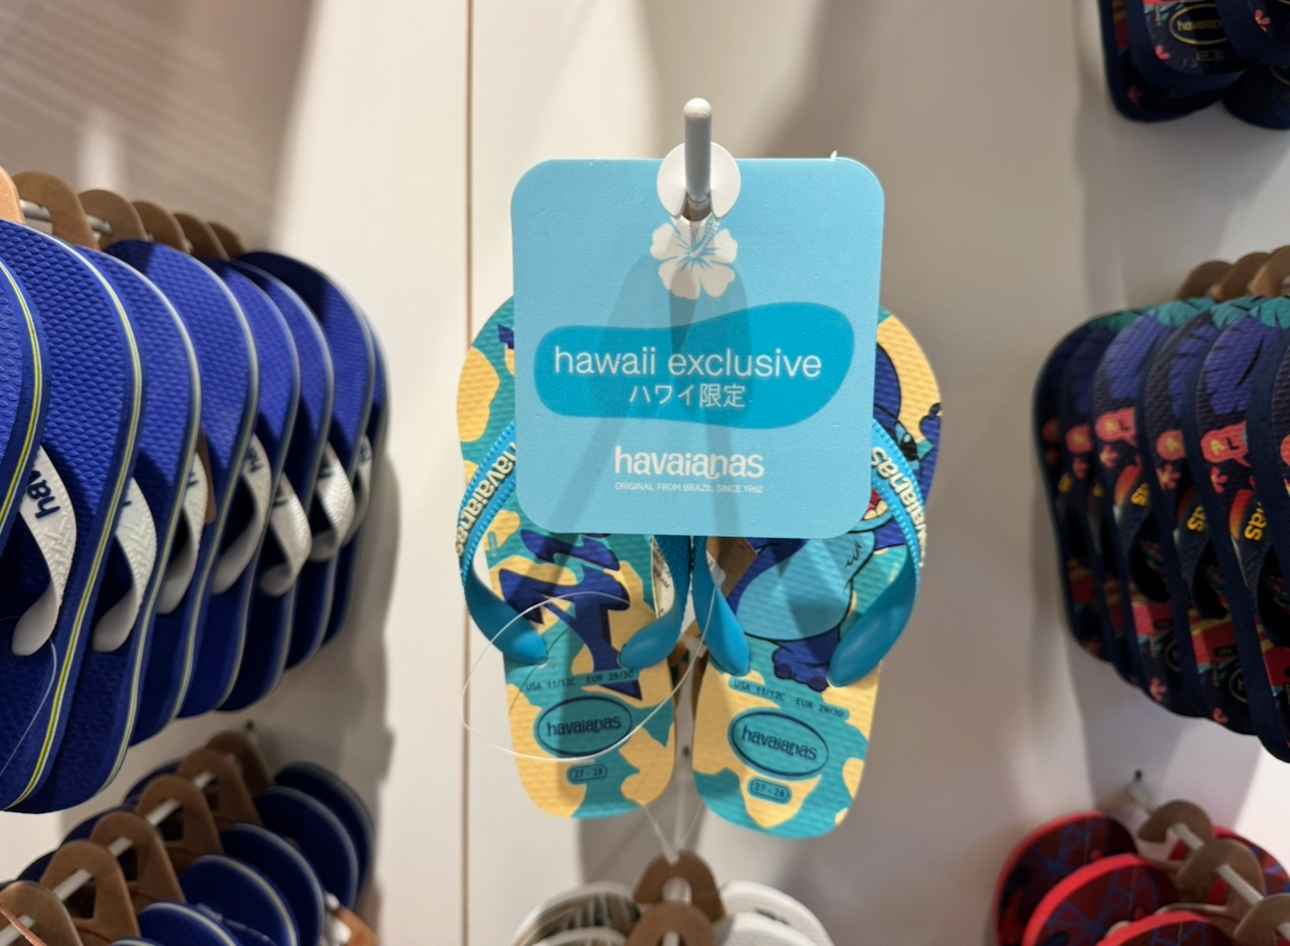 hawaii exclusive
ハワイ限定
havaianas
ORIGINAL FROM BRAZIL SINCE 1962
havaianas
havaianas
USA 11/12C EUR 29/30
havaianas
27-28
USA 11/12C EUR 29/30
havaianas
27-28